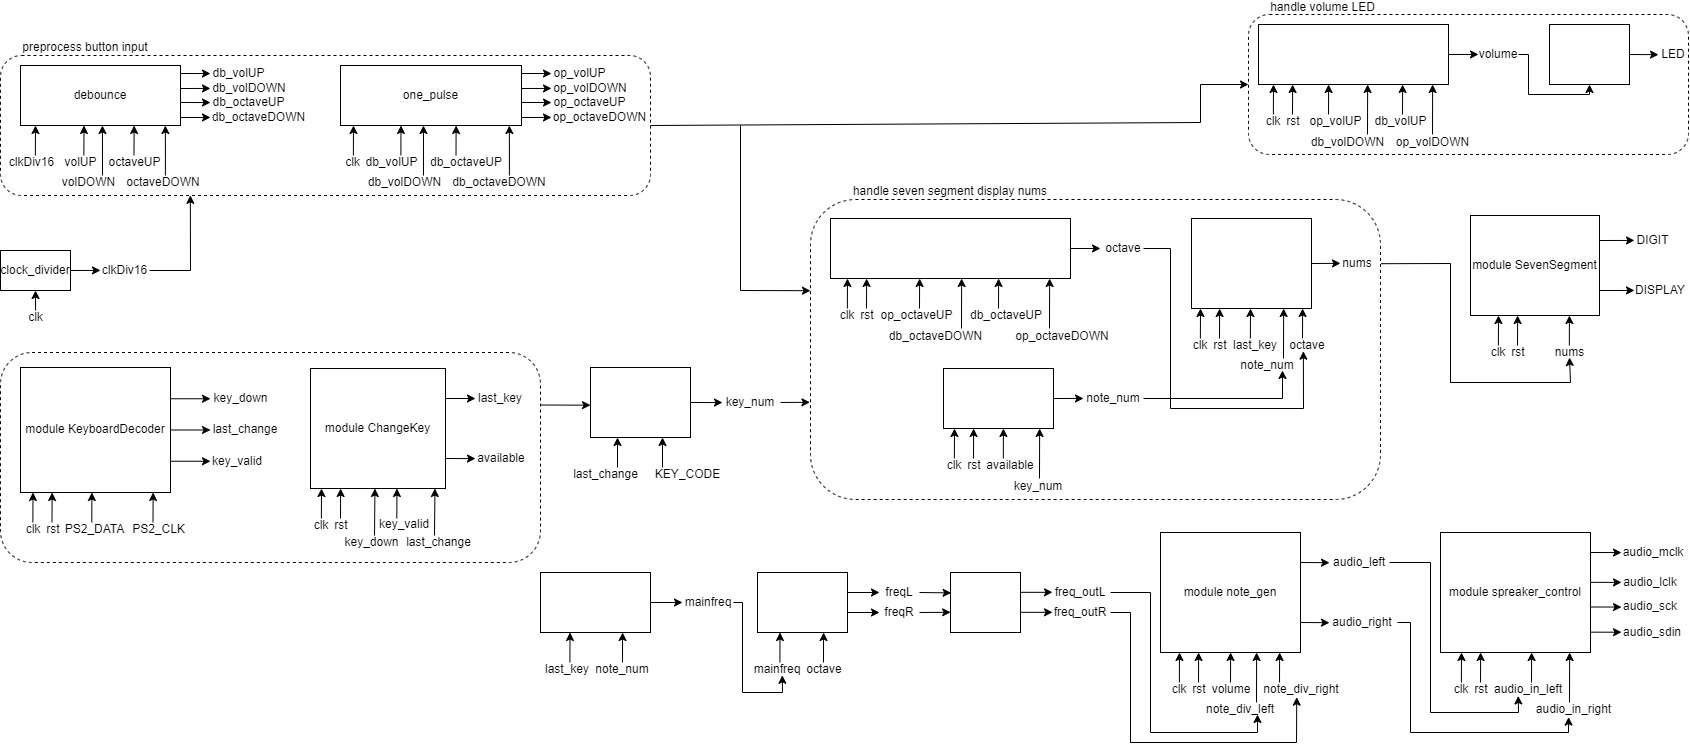 handle volume LED
volume
LED
clk rst op_volUP db_volUP
db_volDOWN op_volDOWN
preprocess button input
debounce
db_volUP
db_volDOWN
db_octaveUP
db_octaveDOWN
clkDiv16 volUP octaveUP
volDOWN octaveDOWN
one_pulse
op_volUP
op_volDOWN
op_octaveUP
op_octaveDOWN
clk db_volUP db_octaveUP
db_volDOWN db_octaveDOWN
clock_divider
clkDiv16
clk
handle seven segment display nums
octave
clk rst op_octaveUP db_octaveUP
db_octaveDOWN op_octaveDOWN
nums
clk rst last_key octave
note_num
note_num
clk rst available
key_num
module SevenSegment
DIGIT
DISPLAY
clk rst nums
module KeyboardDecoder
key_down
last_change
key_valid
clk rst PS2_DATA PS2_CLK
module ChangeKey
last_key
available
clk rst key_valid
key_down last_change
key_num
last_change KEY_CODE
mainfreq
last_key note_num
freqL
freqR
mainfreq octave
freq_outL
freq_outR
module note_gen
audio_left
audio_right
clk rst volume note_div_right
note_div_left
module spreaker_control
audio_mclk
audio_lclk
audio_sck
audio_sdin
clk rst audio_in_left
audio_in_right